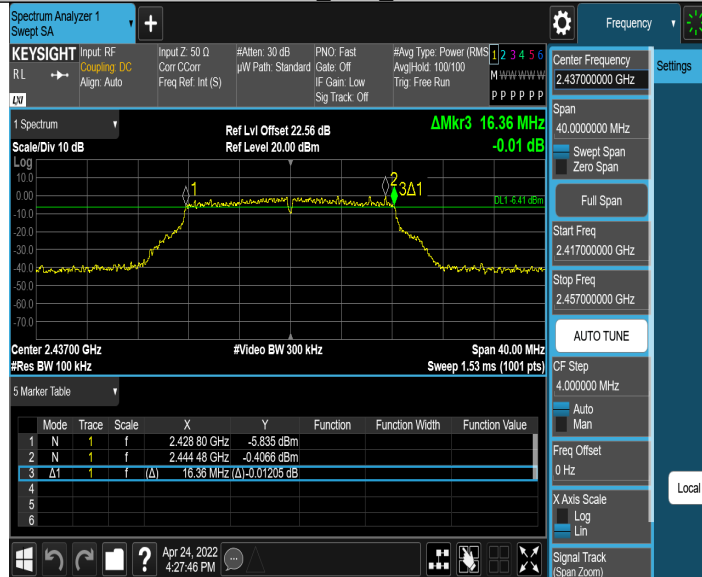 Spectrum Analyzer 1
Swept SA
Frequency
KEYSIGHT
RL
LXI
Input: RF
Coupling: DC
Align: Auto
Input Z: 50 Ω
Corr CCorr
Freq Ref: Int (S)
#Atten: 30 dB
µW Path: Standard
PNO: Fast
Gate: Off
IF Gain: Low
Sig Track: Off
#Avg Type: Power (RMS
Avg|Hold: 100/100
Trig: Free Run
1 2 3 4 5 6
M W W W W W
P P P P P P
1 Spectrum
Scale/Div 10 dB
Ref Lvl Offset 22.56 dB
Ref Level 20.00 dBm
ΔMkr3 16.36 MHz
-0.01 dB
Log
10.0
0.00
-10.0
-20.0
-30.0
-40.0
-50.0
-60.0
-70.0
1
2
3Δ1
DL1 -6.41 dBm
Center 2.43700 GHz
#Res BW 100 kHz
#Video BW 300 kHz
Span 40.00 MHz
Sweep 1.53 ms (1001 pts)
5 Marker Table
Mode Trace Scale X Y Function Function Width Function Value
1 N 1 f 2.428 80 GHz -5.835 dBm
2 N 1 f 2.444 48 GHz -0.4066 dBm
3 Δ1 1 f (Δ) 16.36 MHz (Δ) -0.01205 dB
4
5
6
Apr 24, 2022
4:27:46 PM
Center Frequency
2.437000000 GHz
Span
40.0000000 MHz
Swept Span
Zero Span
Full Span
Start Freq
2.417000000 GHz
Stop Freq
2.457000000 GHz
AUTO TUNE
CF Step
4.000000 MHz
Auto
Man
Freq Offset
0 Hz
X Axis Scale
Log
Lin
Signal Track
(Span Zoom)
Settings
Local